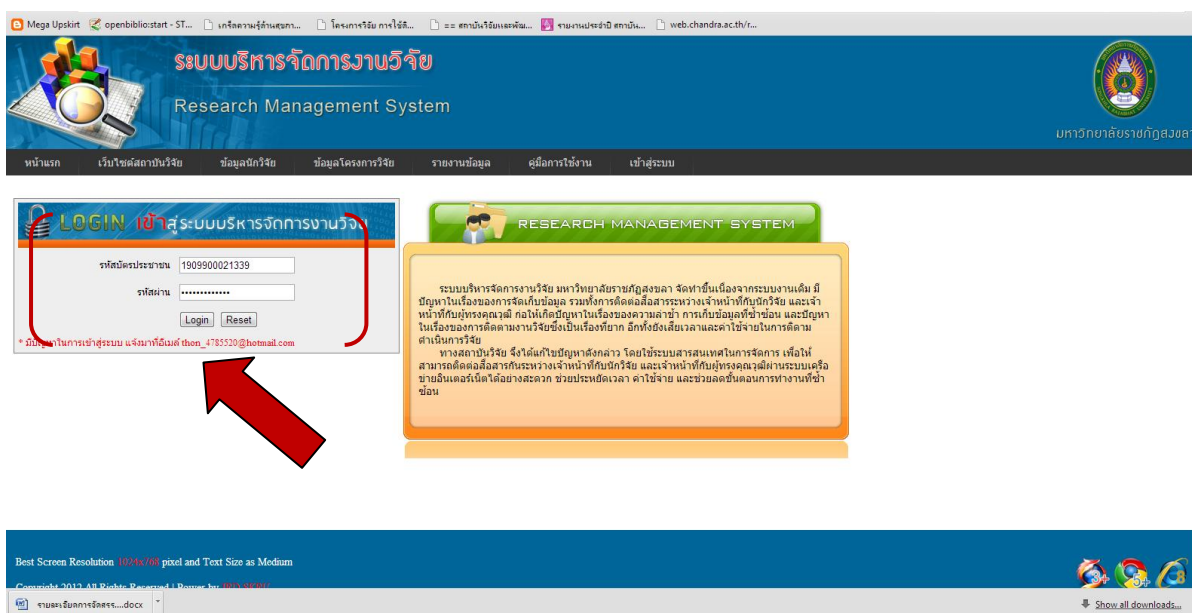 Mega Upskirt openbiblio:start - ST... เกร็ดความรู้ด้านสุขภา... โครงการวิจัย การใช้ดิ... == สถาบันวิจัยและพัฒ... รายงานประจำปี สถาบัน... web.chandra.ac.th/r...
ระบบบริหารจัดการงานวิจัย
Research Management System
มหาวิทยาลัยราชภัฏสงขลา
หน้าแรก เว็บไซต์สถาบันวิจัย ข้อมูลนักวิจัย ข้อมูลโครงการวิจัย รายงานข้อมูล คู่มือการใช้งาน เข้าสู่ระบบ
LOGIN เข้าสู่ระบบบริหารจัดการงานวิจัย
รหัสบัตรประชาชน 1909900021339
รหัสผ่าน •••••••••••••
Login Reset
* มีปัญหาในการเข้าสู่ระบบ แจ้งมาที่อีเมล์ thon_4785520@hotmail.com
RESEARCH MANAGEMENT SYSTEM
ระบบบริหารจัดการงานวิจัย มหาวิทยาลัยราชภัฏสงขลา จัดทำขึ้นเนื่องจากระบบงานเดิม มี
ปัญหาในเรื่องของการจัดเก็บข้อมูล รวมทั้งการติดต่อสื่อสารระหว่างเจ้าหน้าที่กับนักวิจัย และเจ้า
หน้าที่กับผู้ทรงคุณวุฒิ ก่อให้เกิดปัญหาในเรื่องของความล่าช้า การเก็บข้อมูลที่ซ้ำซ้อน และปัญหา
ในเรื่องของการติดตามงานวิจัยซึ่งเป็นเรื่องที่ยาก อีกทั้งยังเสียเวลาและค่าใช้จ่ายในการติดตาม
ดำเนินการวิจัย
ทางสถาบันวิจัย จึงได้แก้ไขปัญหาดังกล่าว โดยใช้ระบบสารสนเทศในการจัดการ เพื่อให้
สามารถติดต่อสื่อสารกันระหว่างเจ้าหน้าที่กับนักวิจัย และเจ้าหน้าที่กับผู้ทรงคุณวุฒิผ่านระบบเครือ
ข่ายอินเตอร์เน็ตได้อย่างสะดวก ช่วยประหยัดเวลา ค่าใช้จ่าย และช่วยลดขั้นตอนการทำงานที่ซ้ำ
ซ้อน
Best Screen Resolution 1024x768 pixel and Text Size as Medium
Copyright 2012 All Rights Reserved | Power by
3+ 5+ 8
รายละเอียดการจัดสรร....docx Show all downloads...